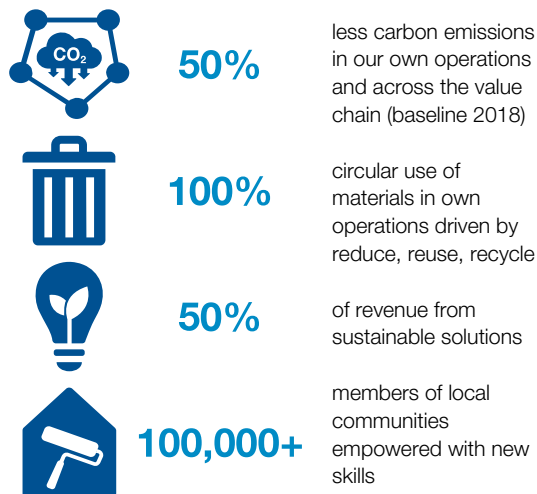 CO₂
50%
less carbon emissions
in our own operations
and across the value
chain (baseline 2018)
100%
circular use of
materials in own
operations driven by
reduce, reuse, recycle
50%
of revenue from
sustainable solutions
100,000+
members of local
communities
empowered with new
skills